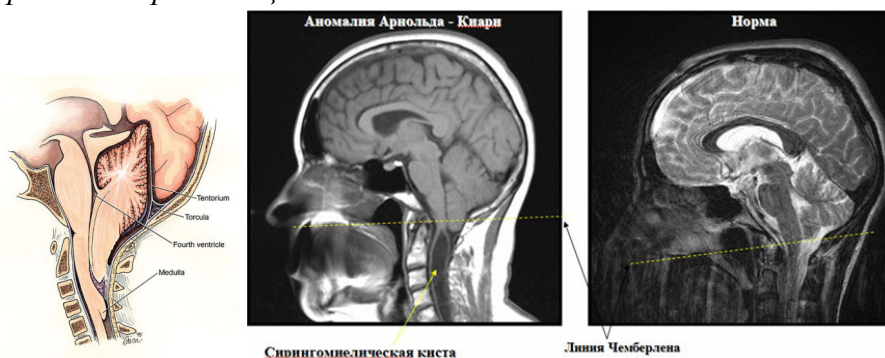 Аномалия Арнольда - Киари
Норма
Tentorium
Torcula
Fourth ventricle
Medulla
Сирингомиелическая киста
Линия Чемберлена